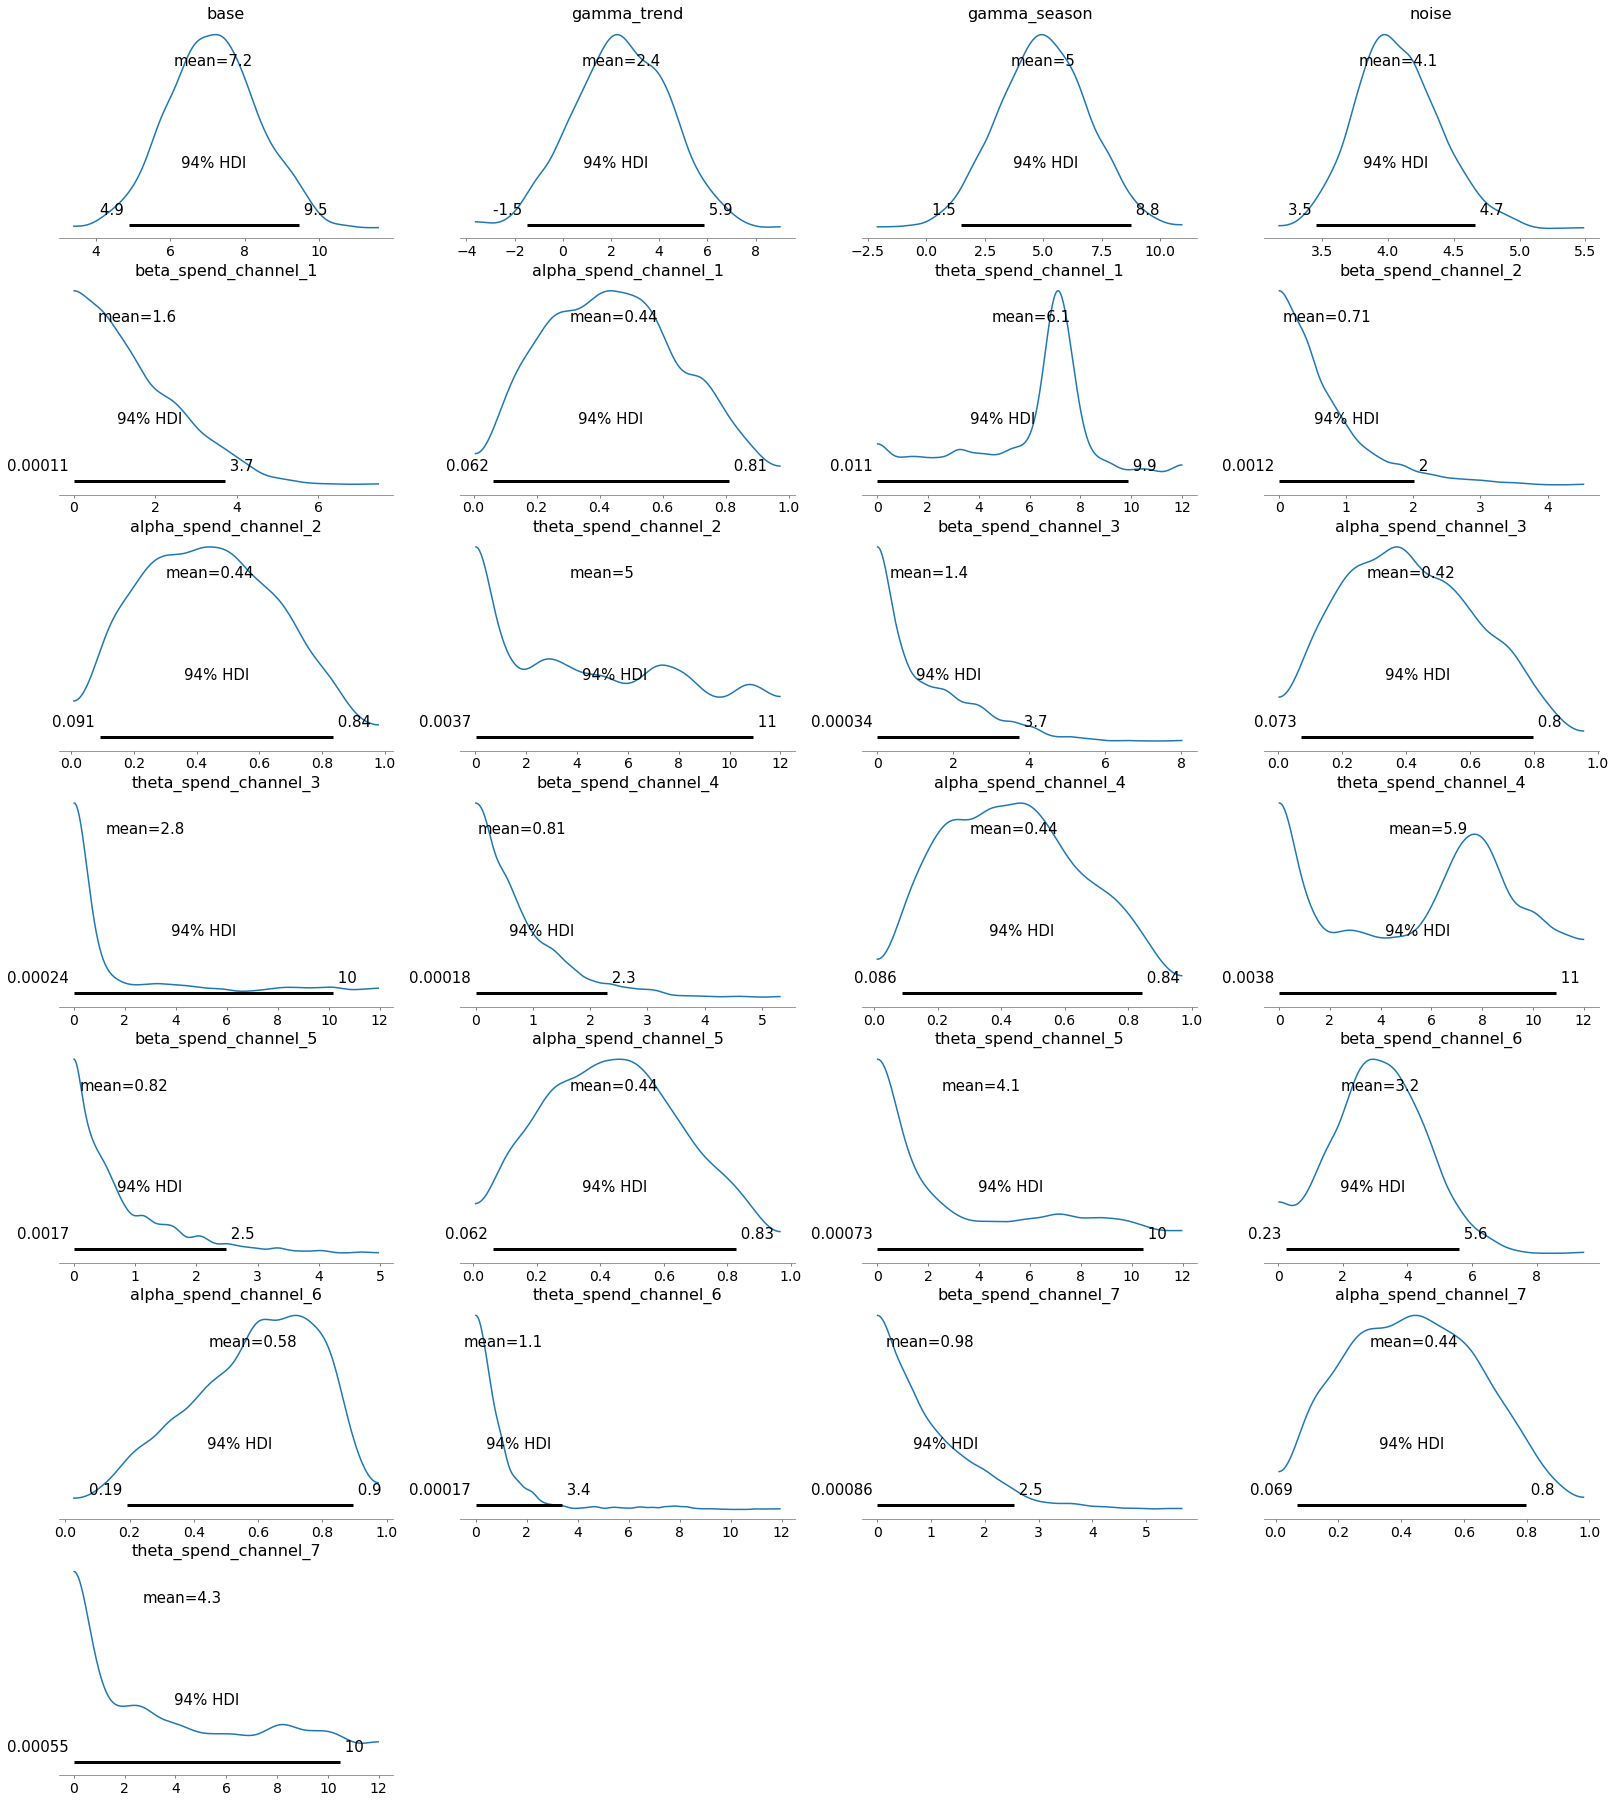 base gamma_trend gamma_season noise
mean=7.2 mean=2.4 mean=5 mean=4.1
94% HDI 94% HDI 94% HDI 94% HDI
4.9 9.5 -1.5 5.9 1.5 8.8 3.5 4.7
4 6 8 10 −4 −2 0 2 4 6 8 −2.5 0.0 2.5 5.0 7.5 10.0 3.5 4.0 4.5 5.0 5.5
beta_spend_channel_1 alpha_spend_channel_1 theta_spend_channel_1 beta_spend_channel_2
mean=1.6 mean=0.44 mean=6.1 mean=0.71
94% HDI 94% HDI 94% HDI 94% HDI
0.00011 3.7 0.062 0.81 0.011 9.9 0.0012 2
0 2 4 6 0.0 0.2 0.4 0.6 0.8 1.0 0 2 4 6 8 10 12 0 1 2 3 4
alpha_spend_channel_2 theta_spend_channel_2 beta_spend_channel_3 alpha_spend_channel_3
mean=0.44 mean=5 mean=1.4 mean=0.42
94% HDI 94% HDI 94% HDI 94% HDI
0.091 0.84 0.0037 11 0.00034 3.7 0.073 0.8
0.0 0.2 0.4 0.6 0.8 1.0 0 2 4 6 8 10 12 0 2 4 6 8 0.0 0.2 0.4 0.6 0.8 1.0
theta_spend_channel_3 beta_spend_channel_4 alpha_spend_channel_4 theta_spend_channel_4
mean=2.8 mean=0.81 mean=0.44 mean=5.9
94% HDI 94% HDI 94% HDI 94% HDI
0.00024 10 0.00018 2.3 0.086 0.84 0.0038 11
0 2 4 6 8 10 12 0 1 2 3 4 5 0.0 0.2 0.4 0.6 0.8 1.0 0 2 4 6 8 10 12
beta_spend_channel_5 alpha_spend_channel_5 theta_spend_channel_5 beta_spend_channel_6
mean=0.82 mean=0.44 mean=4.1 mean=3.2
94% HDI 94% HDI 94% HDI 94% HDI
0.0017 2.5 0.062 0.83 0.00073 10 0.23 5.6
0 1 2 3 4 5 0.0 0.2 0.4 0.6 0.8 1.0 0 2 4 6 8 10 12 0 2 4 6 8
alpha_spend_channel_6 theta_spend_channel_6 beta_spend_channel_7 alpha_spend_channel_7
mean=0.58 mean=1.1 mean=0.98 mean=0.44
94% HDI 94% HDI 94% HDI 94% HDI
0.19 0.9 0.00017 3.4 0.00086 2.5 0.069 0.8
0.0 0.2 0.4 0.6 0.8 1.0 0 2 4 6 8 10 12 0 1 2 3 4 5 0.0 0.2 0.4 0.6 0.8 1.0
theta_spend_channel_7
mean=4.3
94% HDI
0.00055 10
0 2 4 6 8 10 12